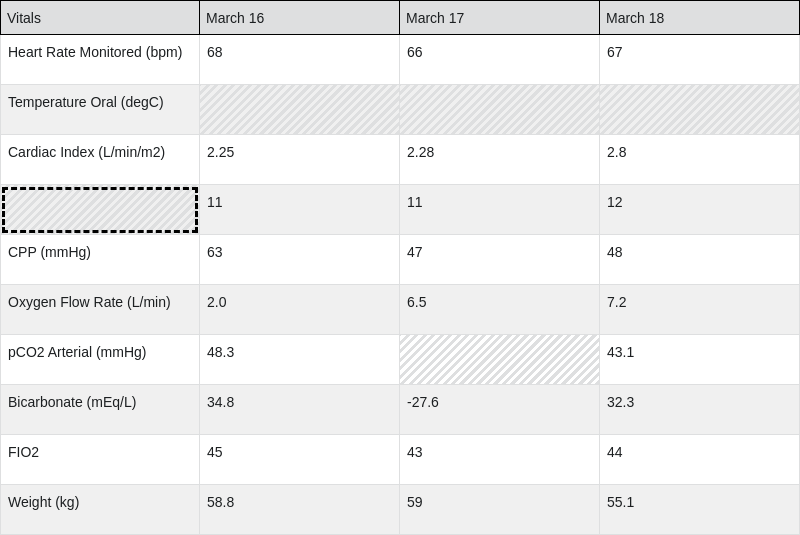 Vitals March 16 March 17 March 18
Heart Rate Monitored (bpm) 68 66 67
Temperature Oral (degC)
Cardiac Index (L/min/m2) 2.25 2.28 2.8
11 11 12
CPP (mmHg) 63 47 48
Oxygen Flow Rate (L/min) 2.0 6.5 7.2
pCO2 Arterial (mmHg) 48.3 43.1
Bicarbonate (mEq/L) 34.8 -27.6 32.3
FIO2 45 43 44
Weight (kg) 58.8 59 55.1